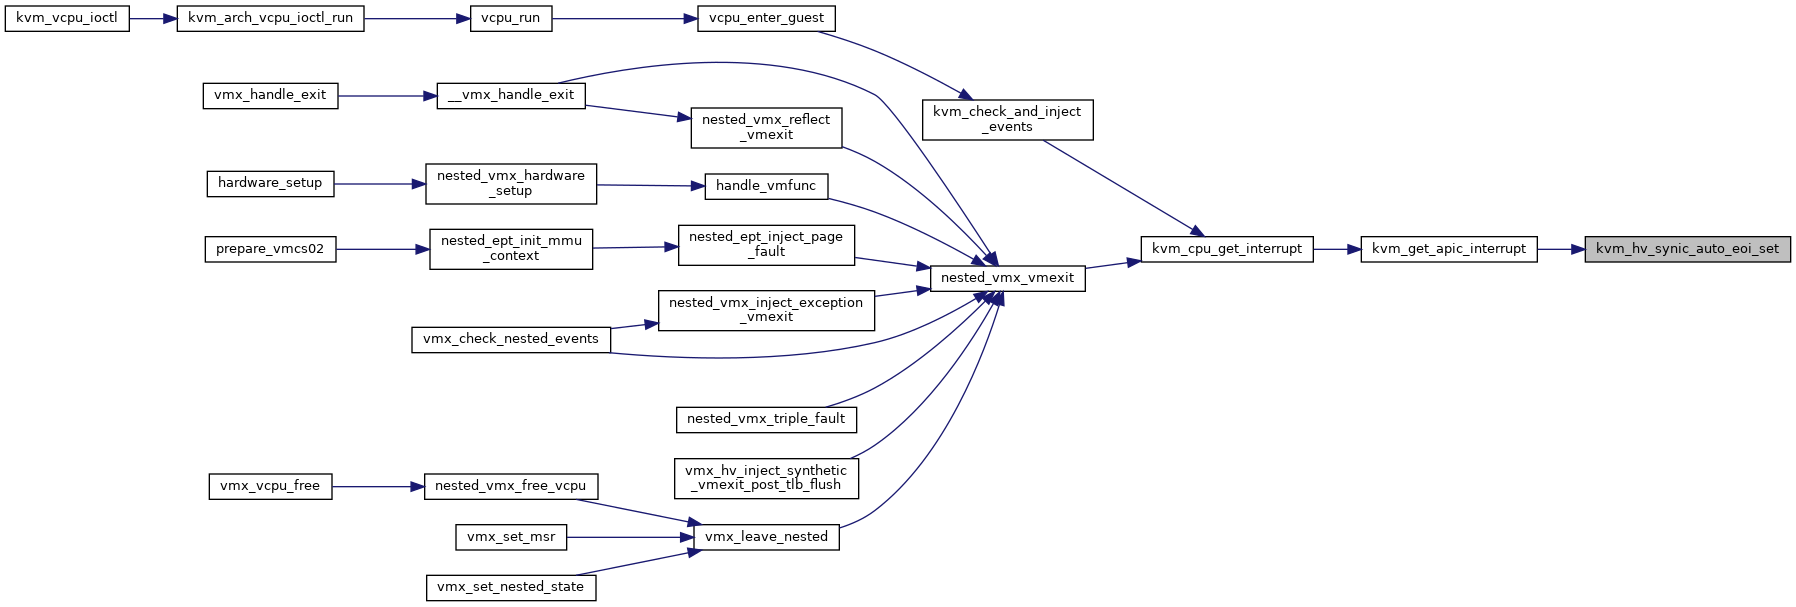 kvm_vcpu_ioctl
kvm_arch_vcpu_ioctl_run
vcpu_run
vcpu_enter_guest
vmx_handle_exit
__vmx_handle_exit
nested_vmx_reflect
_vmexit
kvm_check_and_inject
_events
hardware_setup
nested_vmx_hardware
_setup
handle_vmfunc
prepare_vmcs02
nested_ept_init_mmu
_context
nested_ept_inject_page
_fault
nested_vmx_vmexit
kvm_cpu_get_interrupt
kvm_get_apic_interrupt
kvm_hv_synic_auto_eoi_set
nested_vmx_inject_exception
_vmexit
vmx_check_nested_events
nested_vmx_triple_fault
vmx_hv_inject_synthetic
_vmexit_post_tlb_flush
vmx_vcpu_free
nested_vmx_free_vcpu
vmx_set_msr
vmx_leave_nested
vmx_set_nested_state